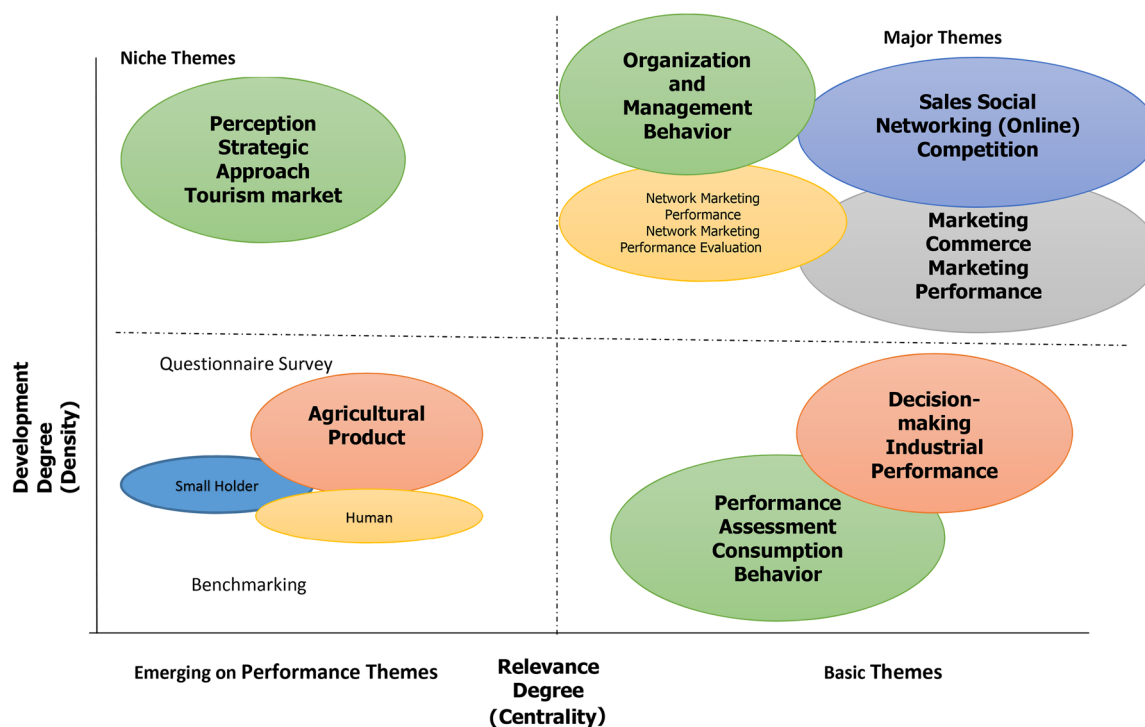 Niche Themes
Major Themes
Perception
Strategic
Approach
Tourism market
Organization
and
Management
Behavior
Sales Social
Networking (Online)
Competition
Network Marketing
Performance
Network Marketing
Performance Evaluation
Marketing
Commerce
Marketing
Performance
Development
Degree
(Density)
Questionnaire Survey
Agricultural
Product
Small Holder
Human
Benchmarking
Decision-
making
Industrial
Performance
Performance
Assessment
Consumption
Behavior
Emerging on Performance Themes
Relevance
Degree
(Centrality)
Basic Themes